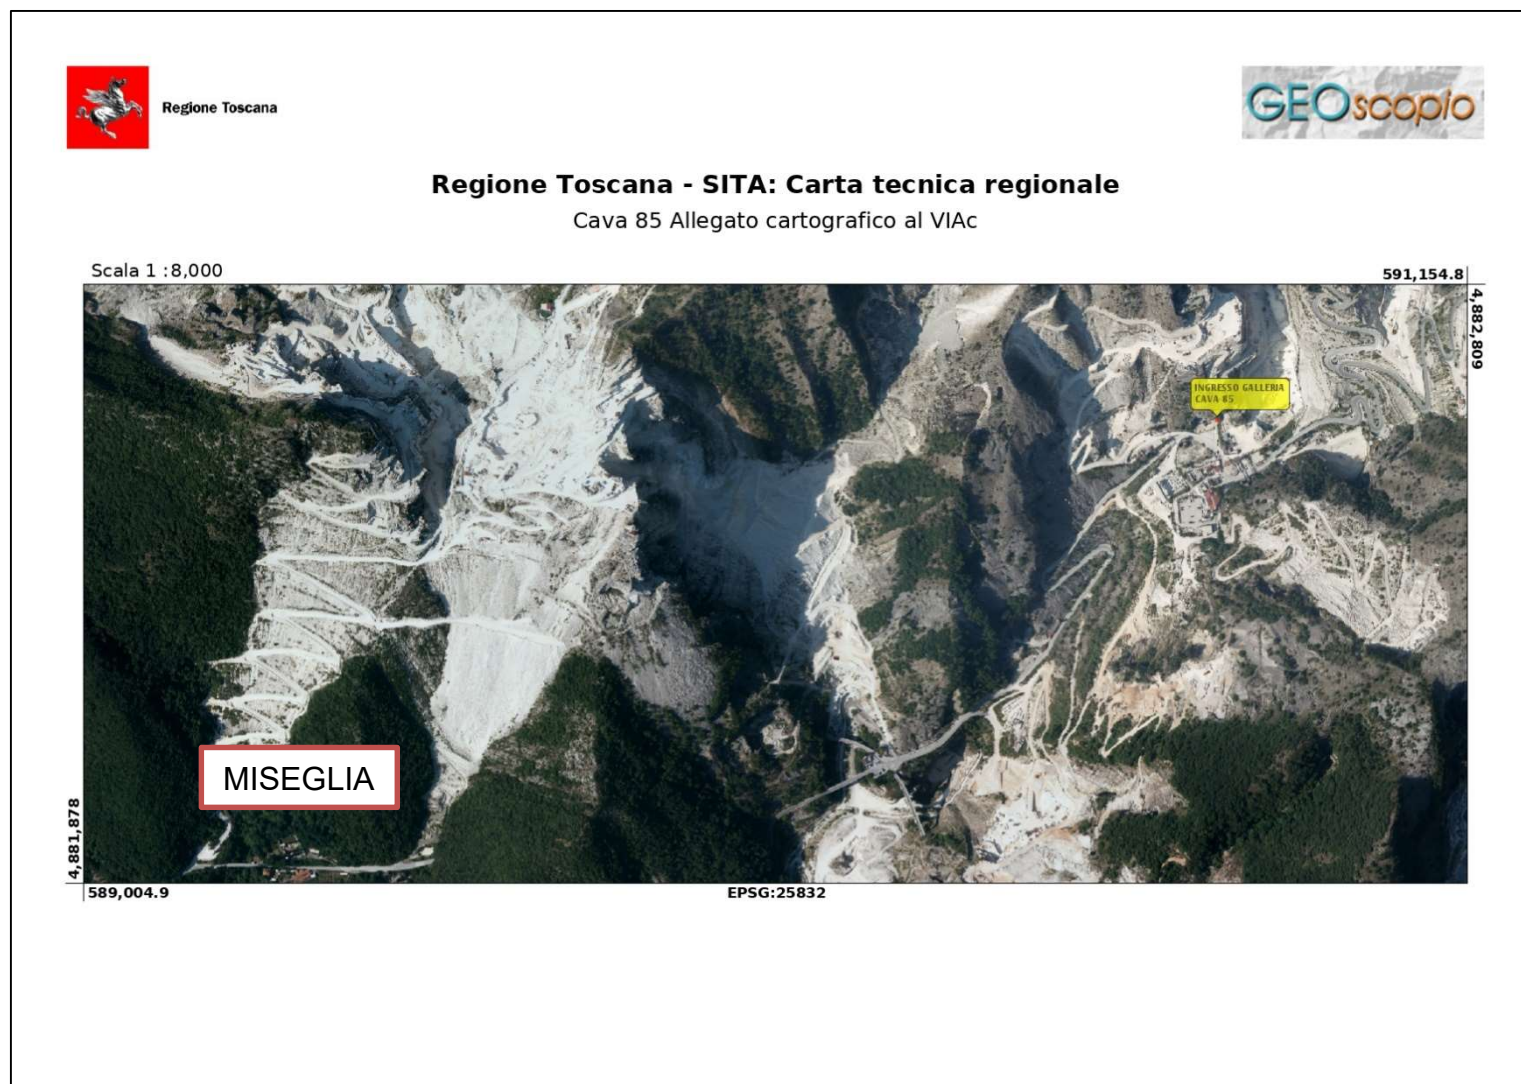 Regione Toscana
GEOscopio
Regione Toscana - SITA: Carta tecnica regionale
Cava 85 Allegato cartografico al VIAc
Scala 1 :8,000
591,154.8
4,882,809
INGRESSO GALLERIA
CAVA 85
MISEGLIA
4,881,878
589,004.9
EPSG:25832